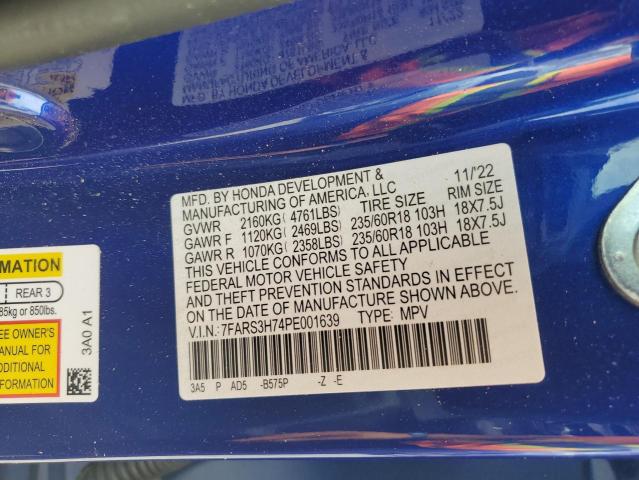 MFD. BY HONDA DEVELOPMENT & 11/'22
MANUFACTURING OF AMERICA, LLC
GVWR 2160KG(4761LBS) TIRE SIZE RIM SIZE
GAWR F 1120KG(2469LBS) 235/60R18 103H 18X7.5J
GAWR R 1070KG(2358LBS) 235/60R18 103H 18X7.5J
THIS VEHICLE CONFORMS TO ALL APPLICABLE
FEDERAL MOTOR VEHICLE SAFETY
AND THEFT PREVENTION STANDARDS IN EFFECT
ON THE DATE OF MANUFACTURE SHOWN ABOVE.
V.I.N.:7FARS3H74PE001639 TYPE: MPV
3A5 P AD5 -B575P -Z -E
REAR 3
85kg or 850lbs.
EE OWNER'S
ANUAL FOR
DDITIONAL
FORMATION
3A0 A1